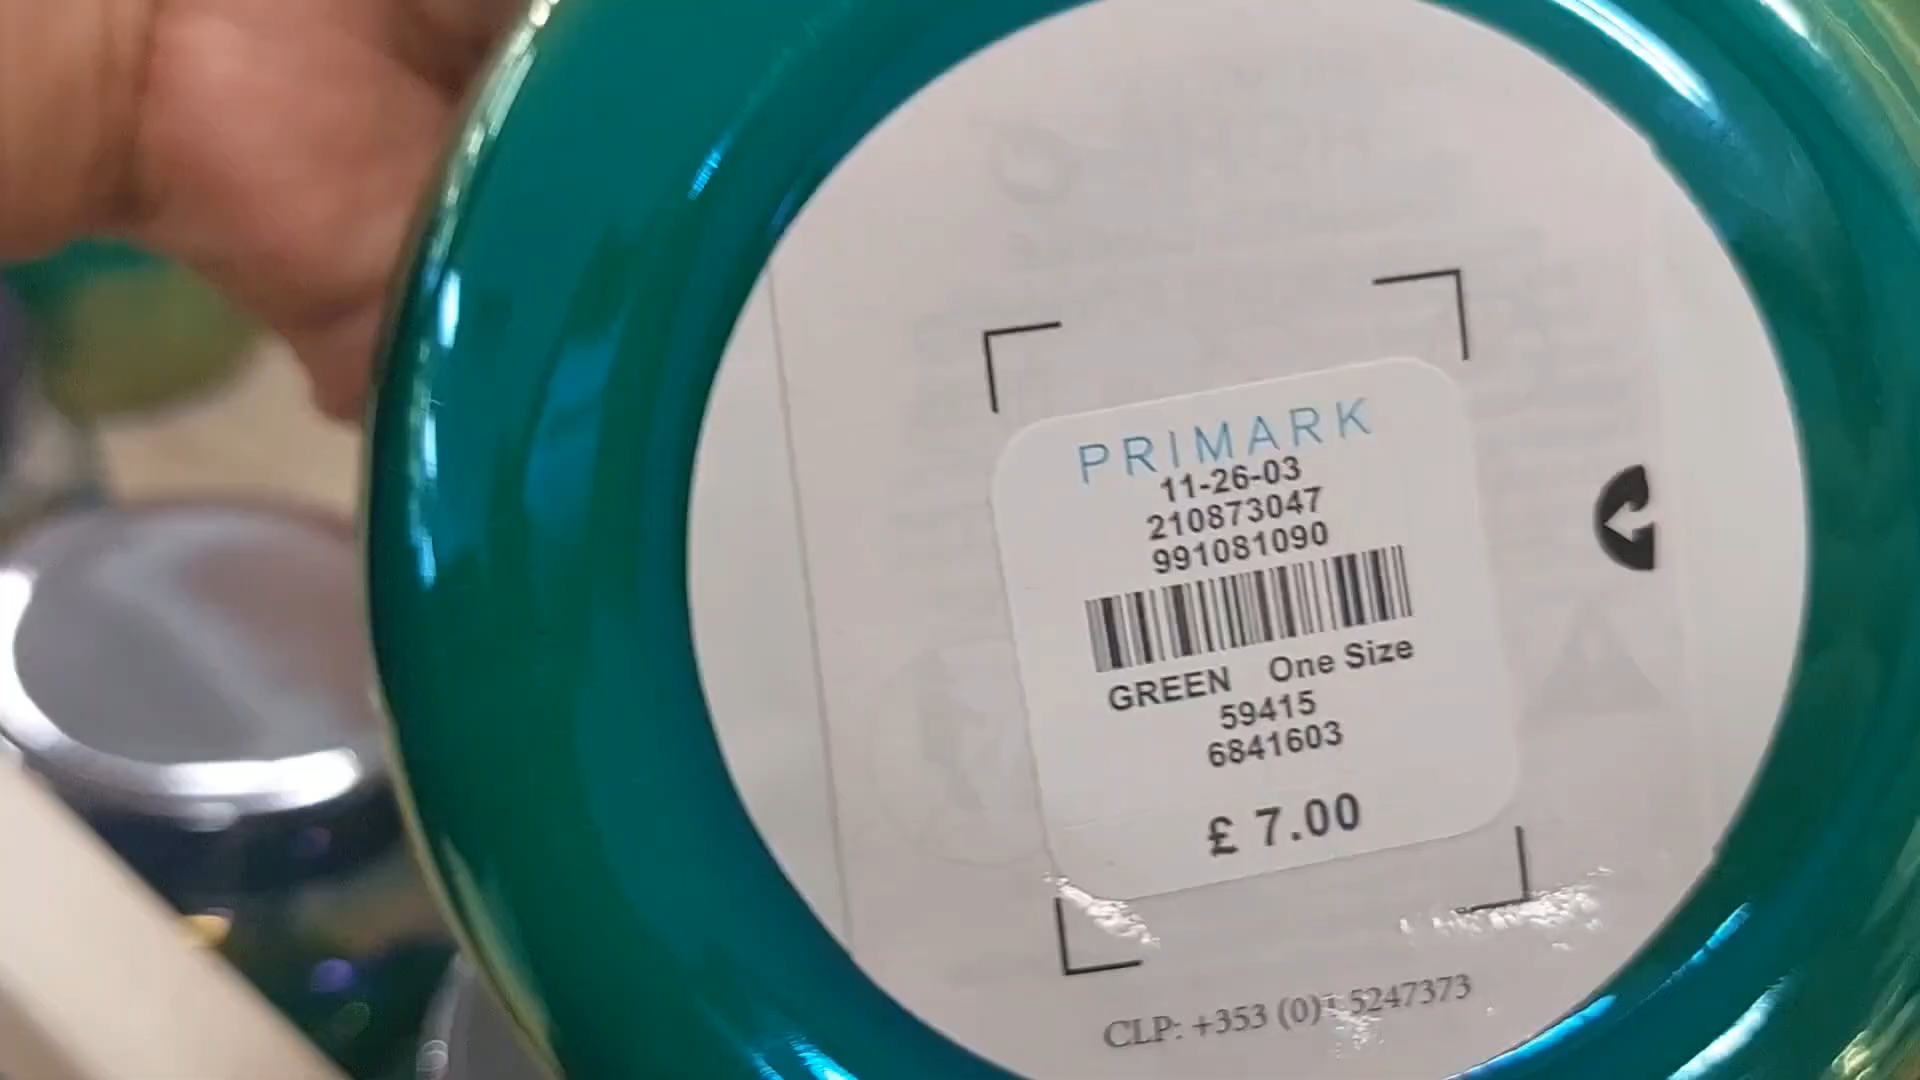 PRIMARK
11-26-03
210873047
991081090
GREEN One Size
59415
6841603
£ 7.00
CLP: +353 (0)1 5247373